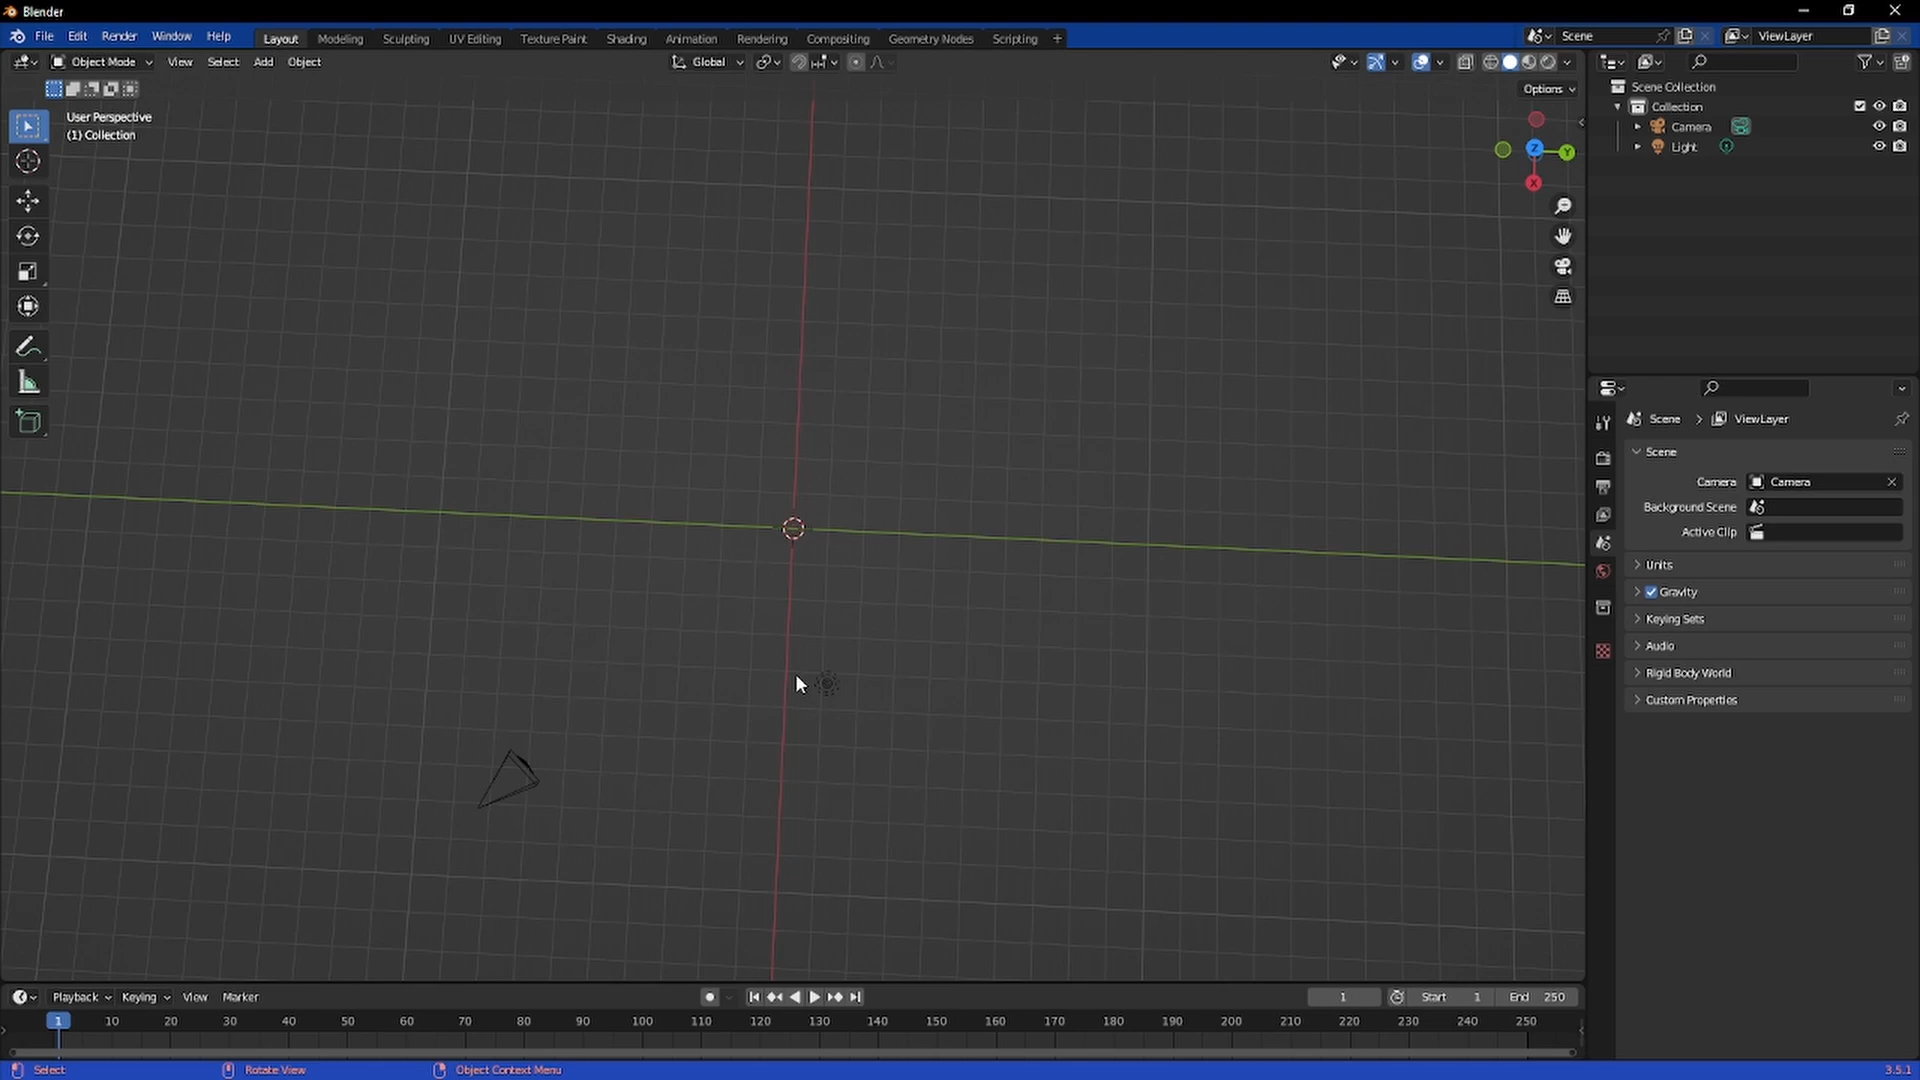 Blender
File Edit Render Window Help Layout Modeling Sculpting UV Editing Texture Paint Shading Animation Rendering Compositing Geometry Nodes Scripting + Scene ViewLayer
Object Mode View Select Add Object Global
Options
User Perspective
(1) Collection
Z
Y
X
Scene Collection
Collection
Camera
Light
Scene > ViewLayer
Scene
Camera Camera
Background Scene
Active Clip
Units
Gravity
Keying Sets
Audio
Rigid Body World
Custom Properties
Playback Keying View Marker 1 Start 1 End 250
1 10 20 30 40 50 60 70 80 90 100 110 120 130 140 150 160 170 180 190 200 210 220 230 240 250
Select Rotate View Object Context Menu 3.5.1